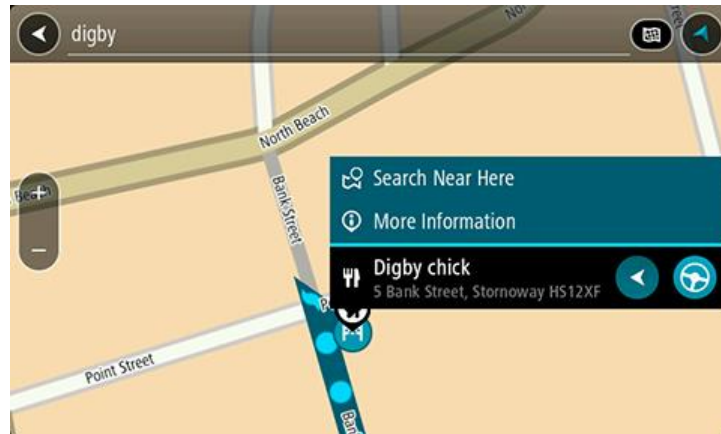 digby
North Beach
Bank Street
Search Near Here
More Information
Digby chick
5 Bank Street, Stornoway HS12XF
Point Street